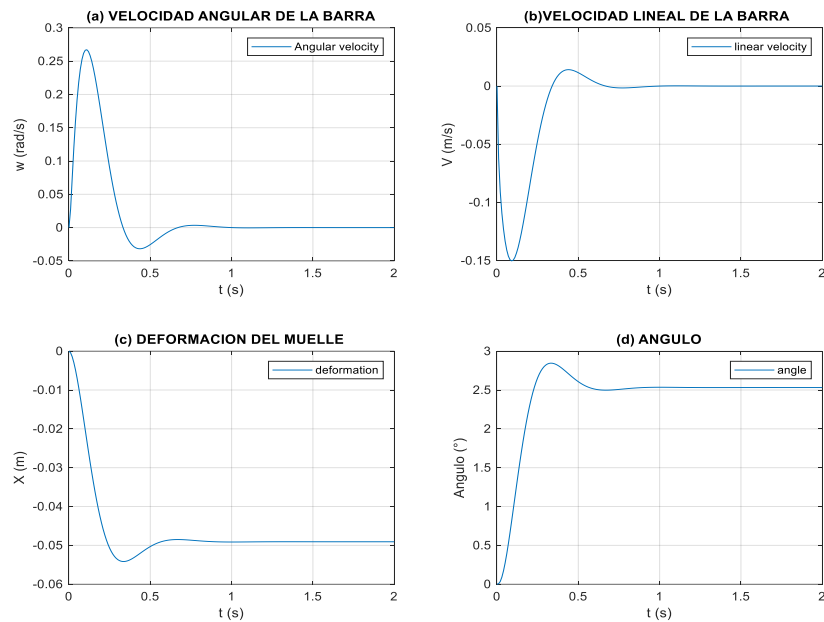 (a) VELOCIDAD ANGULAR DE LA BARRA
0.3
0.25
0.2
0.15
0.1
0.05
0
-0.05
w (rad/s)
Angular velocity
0 0.5 1 1.5 2
t (s)
(b)VELOCIDAD LINEAL DE LA BARRA
0.05
0
-0.05
-0.1
-0.15
V (m/s)
linear velocity
0 0.5 1 1.5 2
t (s)
(c) DEFORMACION DEL MUELLE
0
-0.01
-0.02
-0.03
-0.04
-0.05
-0.06
X (m)
deformation
0 0.5 1 1.5 2
t (s)
(d) ANGULO
3
2.5
2
1.5
1
0.5
0
Angulo (°)
angle
0 0.5 1 1.5 2
t (s)